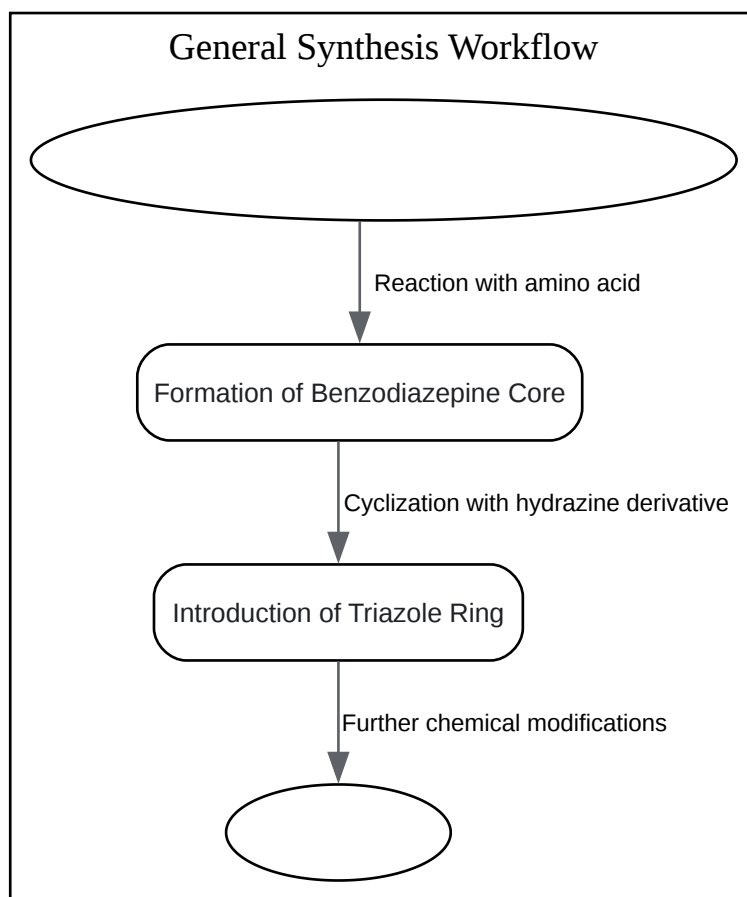 General Synthesis Workflow
Reaction with amino acid
Formation of Benzodiazepine Core
Cyclization with hydrazine derivative
Introduction of Triazole Ring
Further chemical modifications